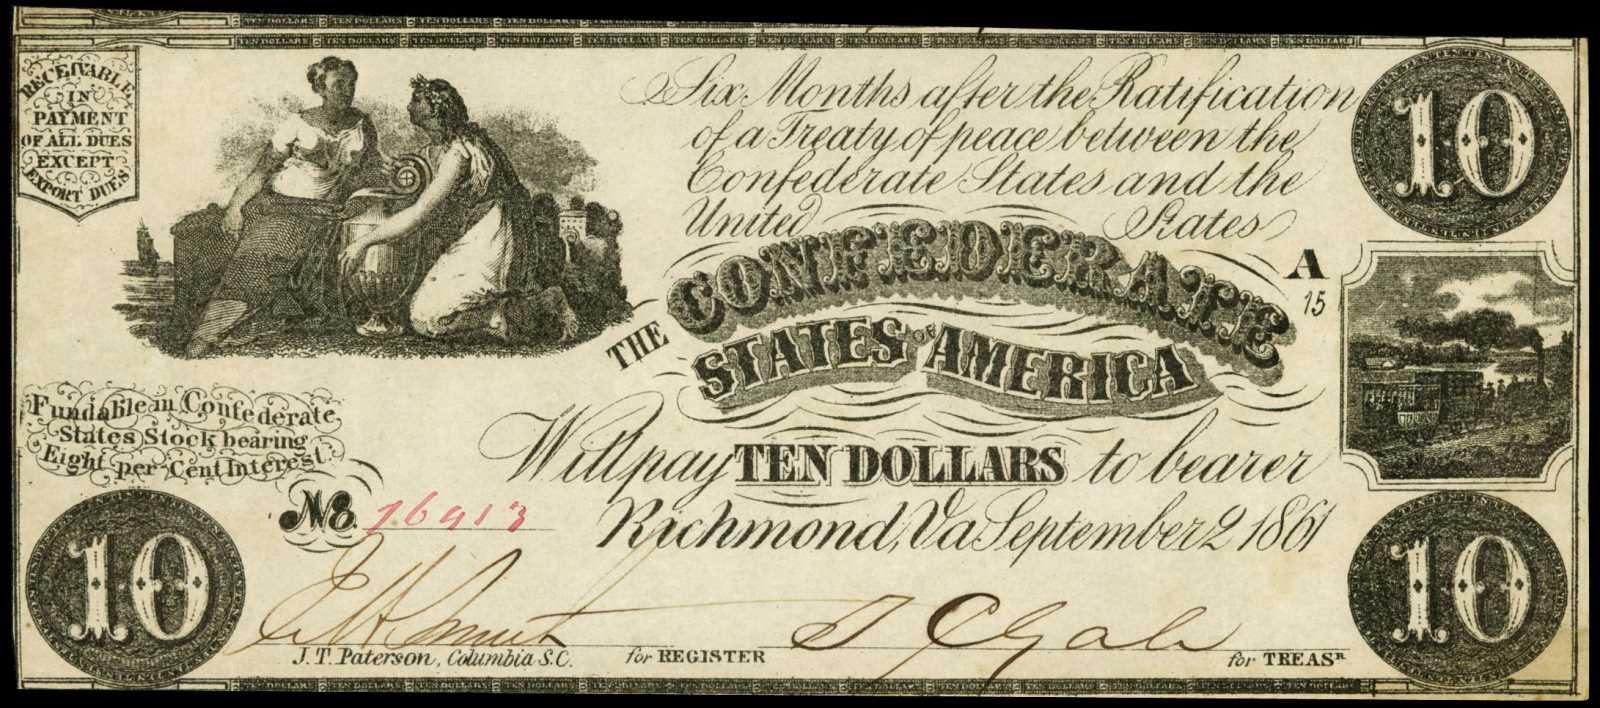 RECEIVABLE
IN
PAYMENT
OF ALL DUES
EXCEPT
EXPORT DUES
Six Months after the Ratification
of a Treaty of peace between the
Confederate States and the
United States
10
A
15
THE CONFEDERATE
STATES OF AMERICA
Fundable in Confederate
States Stock bearing
Eight per Cent Interest.
Will pay TEN DOLLARS to bearer
No. 76913
Richmond, Va September 2 1861
10
10
J.T. Paterson, Columbia S.C. for REGISTER for TREASR